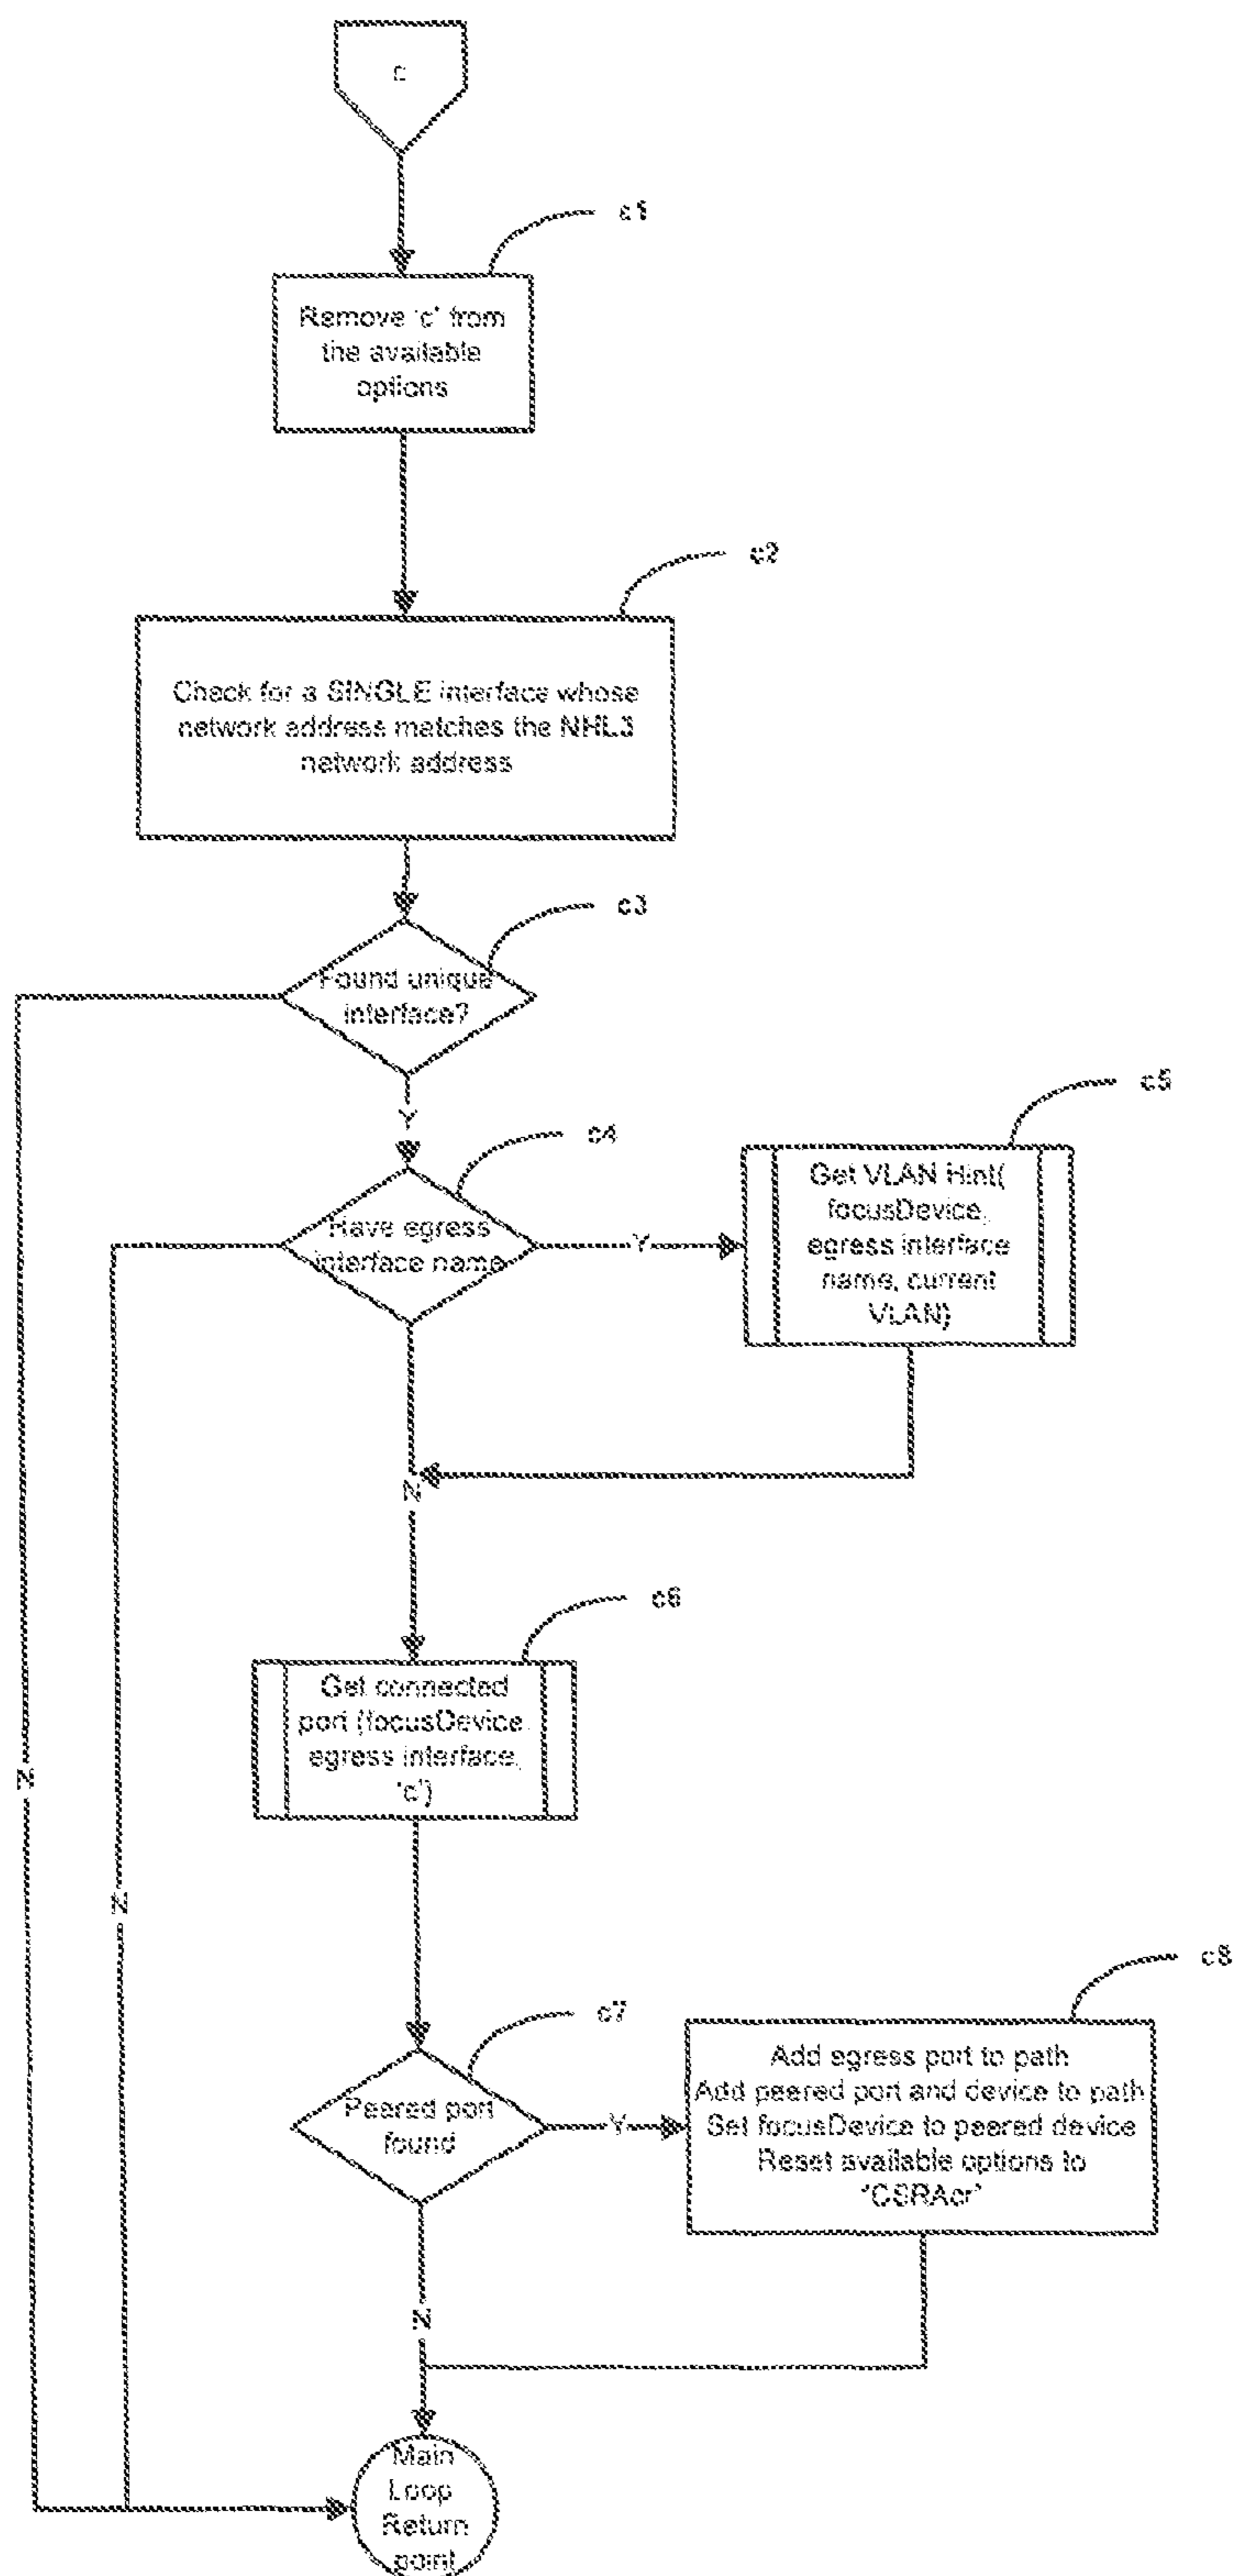 c
c1
Remove 'c' from
the available
options
c2
Check for a SINGLE interface whose
network address matches the NHL3
network address
c3
Found unique
interface?
Y
c4
Have egress
interface name
Y
c5
Get VLAN Hint(
focusDevice,
egress interface
name, current
VLAN)
N
c6
Get connected
port (focusDevice
egress interface,
'c')
N
N
c7
Peered port
found
Y
c8
Add egress port to path
Add peered port and device to path
Set focusDevice to peered device
Reset available options to
"CSRAcr"
N
Main
Loop
Return
point